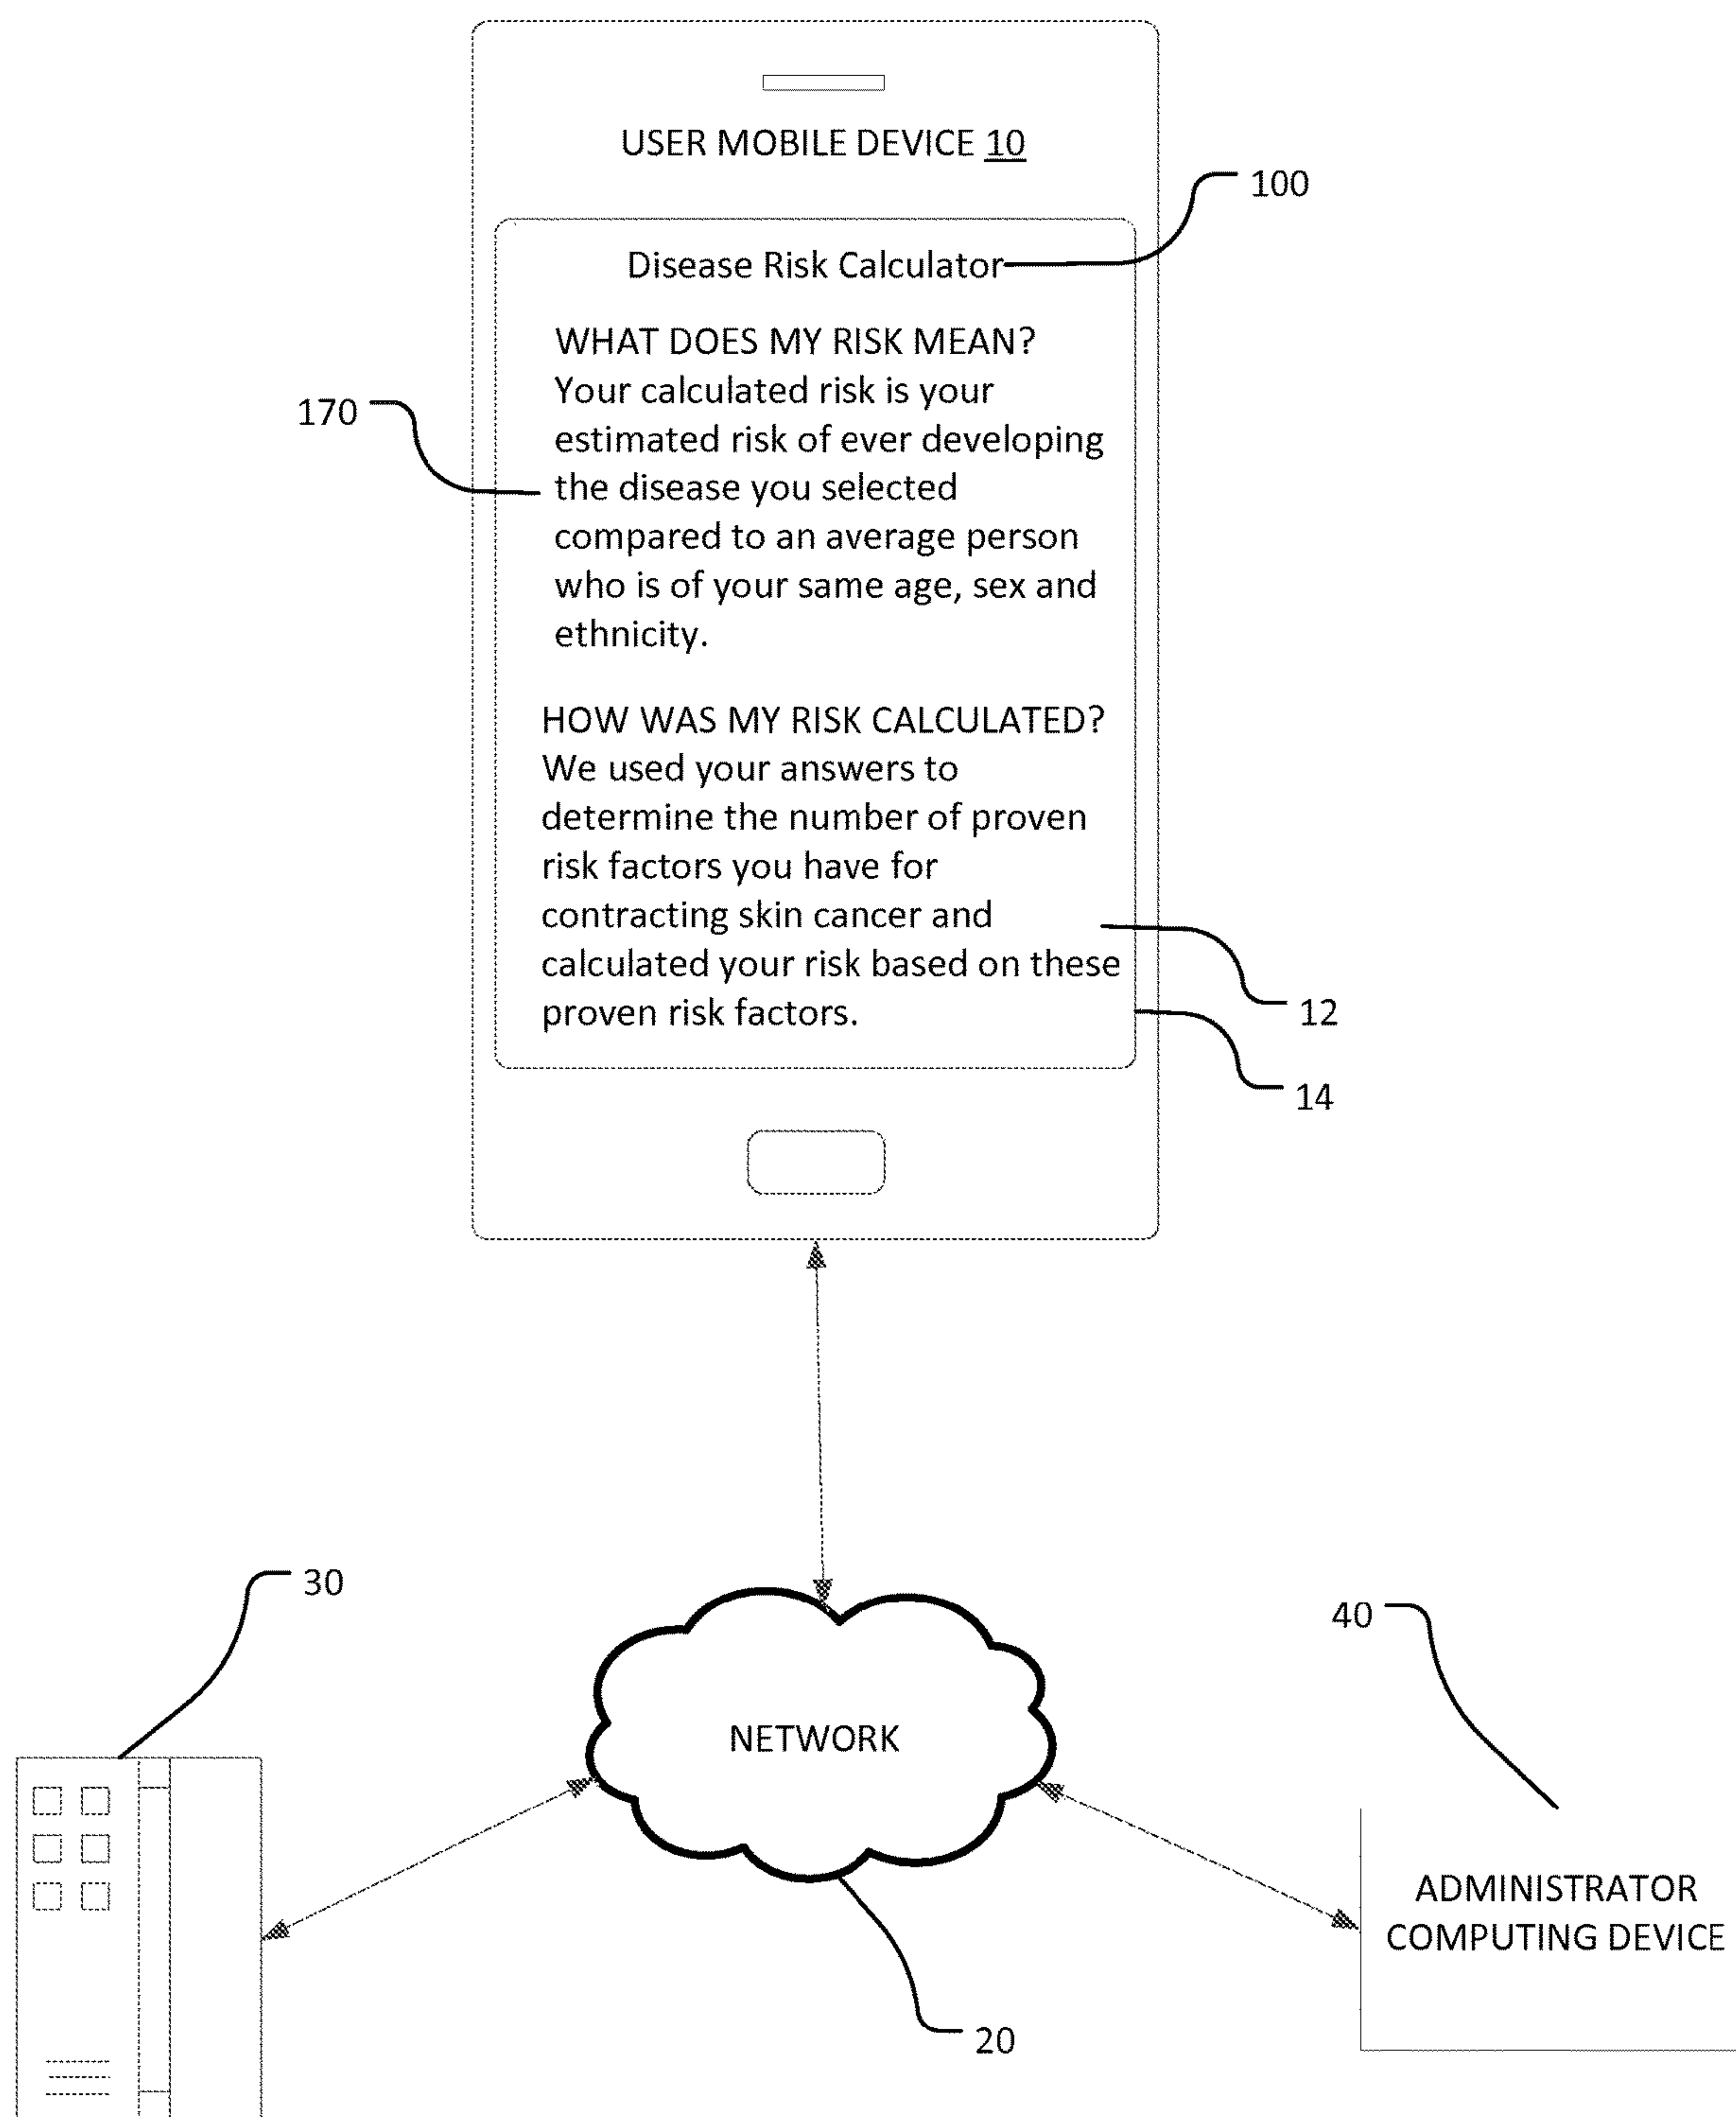 USER MOBILE DEVICE 10
100
Disease Risk Calculator
WHAT DOES MY RISK MEAN?
Your calculated risk is your
170
estimated risk of ever developing
the disease you selected
compared to an average person
who is of your same age, sex and
ethnicity.
HOW WAS MY RISK CALCULATED?
We used your answers to
determine the number of proven
risk factors you have for
contracting skin cancer and
calculated your risk based on these
proven risk factors.
12
14
30
40
NETWORK
ADMINISTRATOR
COMPUTING DEVICE
20